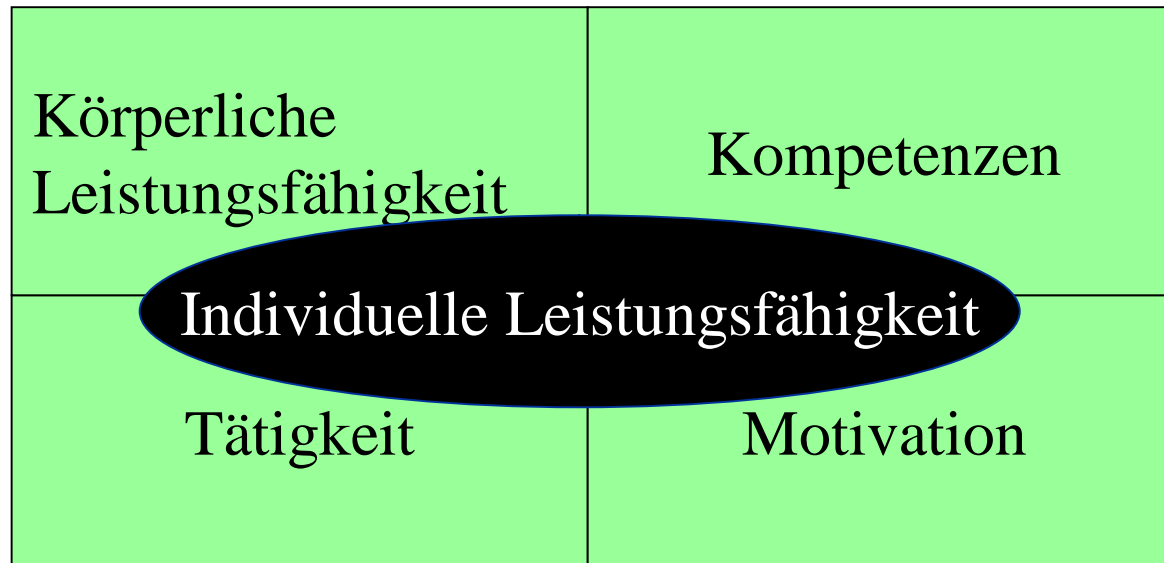 Körperliche
Leistungsfähigkeit
Kompetenzen
Individuelle Leistungsfähigkeit
Tätigkeit
Motivation